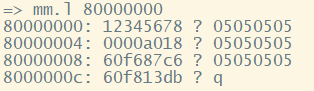 => mm.l 80000000
80000000: 12345678 ? 05050505
80000004: 0000a018 ? 05050505
80000008: 60f687c6 ? 05050505
8000000c: 60f813db ? q